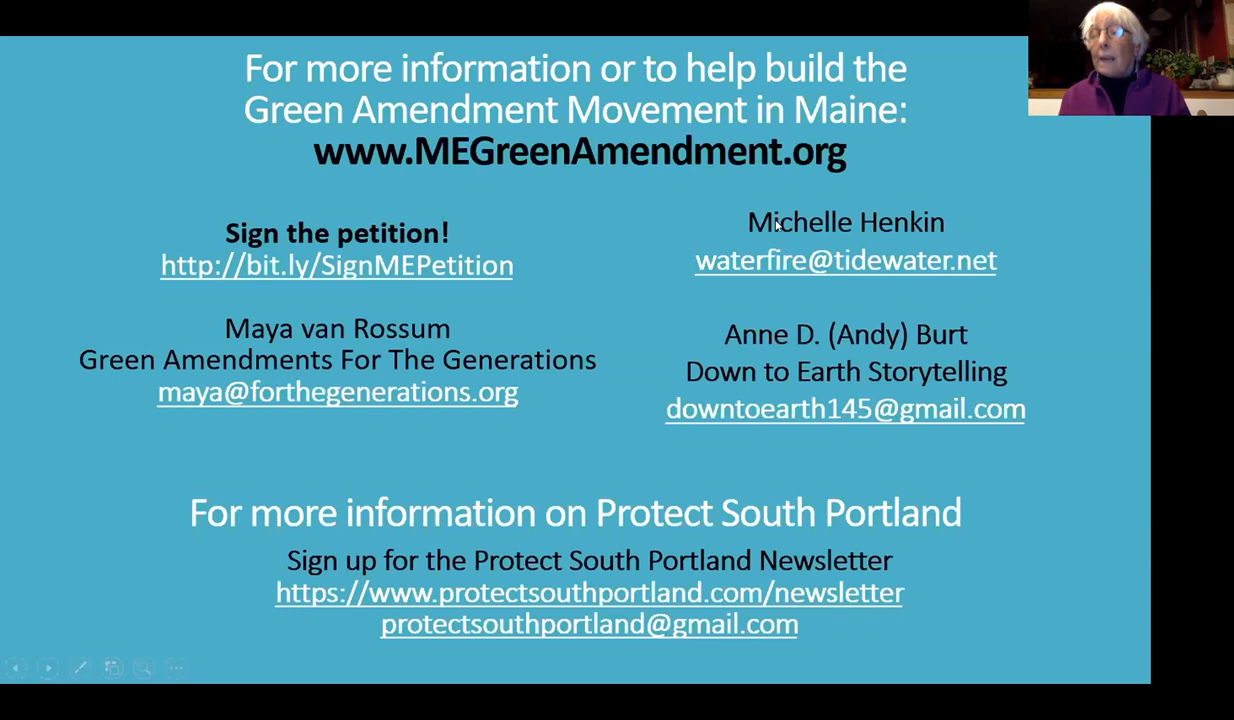 For more information or to help build the
Green Amendment Movement in Maine:
www.MEGreenAmendment.org
Sign the petition!
http://bit.ly/SignMEPetition
Maya van Rossum
Green Amendments For The Generations
maya@forthegenerations.org
Michelle Henkin
waterfire@tidewater.net
Anne D. (Andy) Burt
Down to Earth Storytelling
downtoearth145@gmail.com
For more information on Protect South Portland
Sign up for the Protect South Portland Newsletter
https://www.protectsouthportland.com/newsletter
protectsouthportland@gmail.com